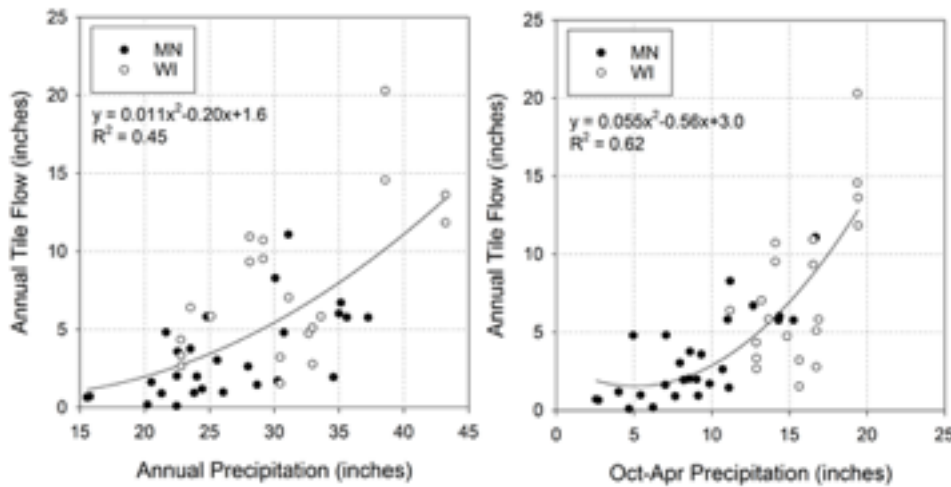 25
20
15
10
5
0
Annual Tile Flow (inches)
MN
WI
y = 0.011x²-0.20x+1.6
R² = 0.45
15 20 25 30 35 40 45
Annual Precipitation (inches)
25
20
15
10
5
0
Annual Tile Flow (inches)
MN
WI
y = 0.055x²-0.56x+3.0
R² = 0.62
0 5 10 15 20 25
Oct-Apr Precipitation (inches)